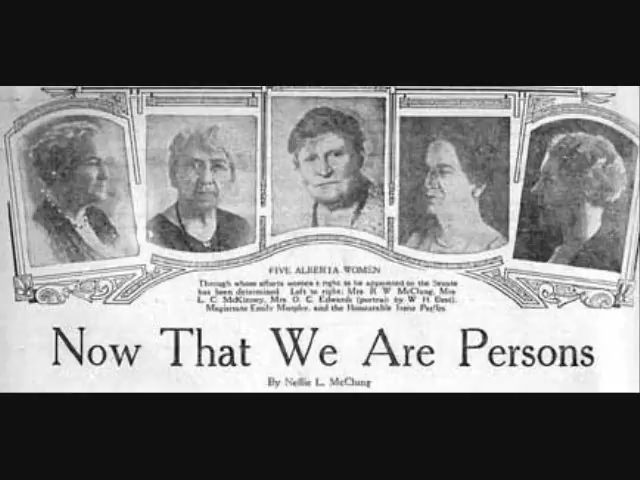 FIVE ALBERTA WOMEN
Through whose efforts women's right to be appointed to the Senate
has been determined. Left to right: Mrs. R. W. McClung, Mrs.
L. C. McKinney, Mrs. O. C. Edwards (portrait by W. H.
Magistrate Emily Murphy, and the Honourable Irene Parlby.
Now That We Are Persons
By Nellie L. McClung